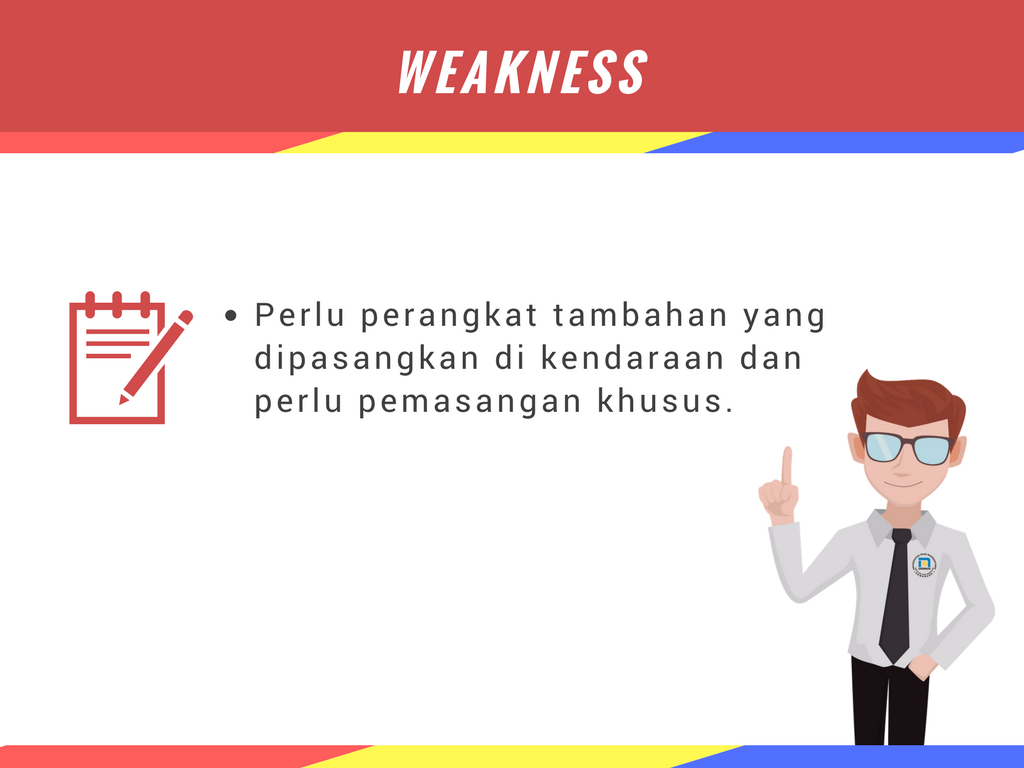 WEAKNESS
• Perlu perangkat tambahan yang
dipasangkan di kendaraan dan
perlu pemasangan khusus.